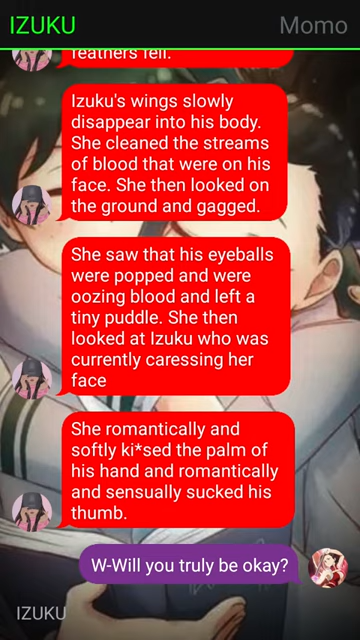 IZUKU Momo
feathers fell.
Izuku's wings slowly
disappear into his body.
She cleaned the streams
of blood that were on his
face. She then looked on
the ground and gagged.
She saw that his eyeballs
were popped and were
oozing blood and left a
tiny puddle. She then
looked at Izuku who was
currently caressing her
face
She romantically and
softly ki*sed the palm of
his hand and romantically
and sensually sucked his
thumb.
W-Will you truly be okay?
IZUKU